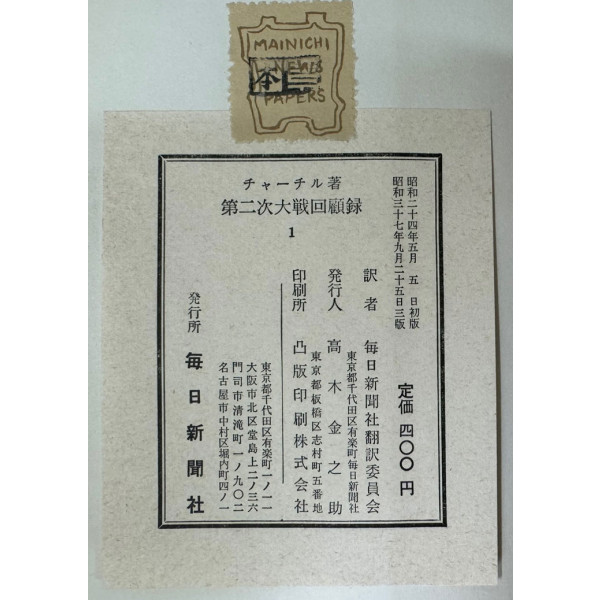 MAINICHI
NEWS
PAPERS
チャーチル著
第二次大戦回顧録
1
昭和二十四年五月 五 日初版
昭和三十七年九月二十五日三版
定価 四〇〇 円
訳者 毎日新聞社翻訳委員会
東京都千代田区有楽町毎日新聞社
発行人 高木金之助
東京都板橋区志村町五番地
印刷所 凸版印刷株式会社
東京都千代田区有楽町一ノ一一
大阪市北区堂島上二ノ三六
門司市清滝町一ノ九〇二
名古屋市中村区堀内町四ノ一
発行所 毎日新聞社